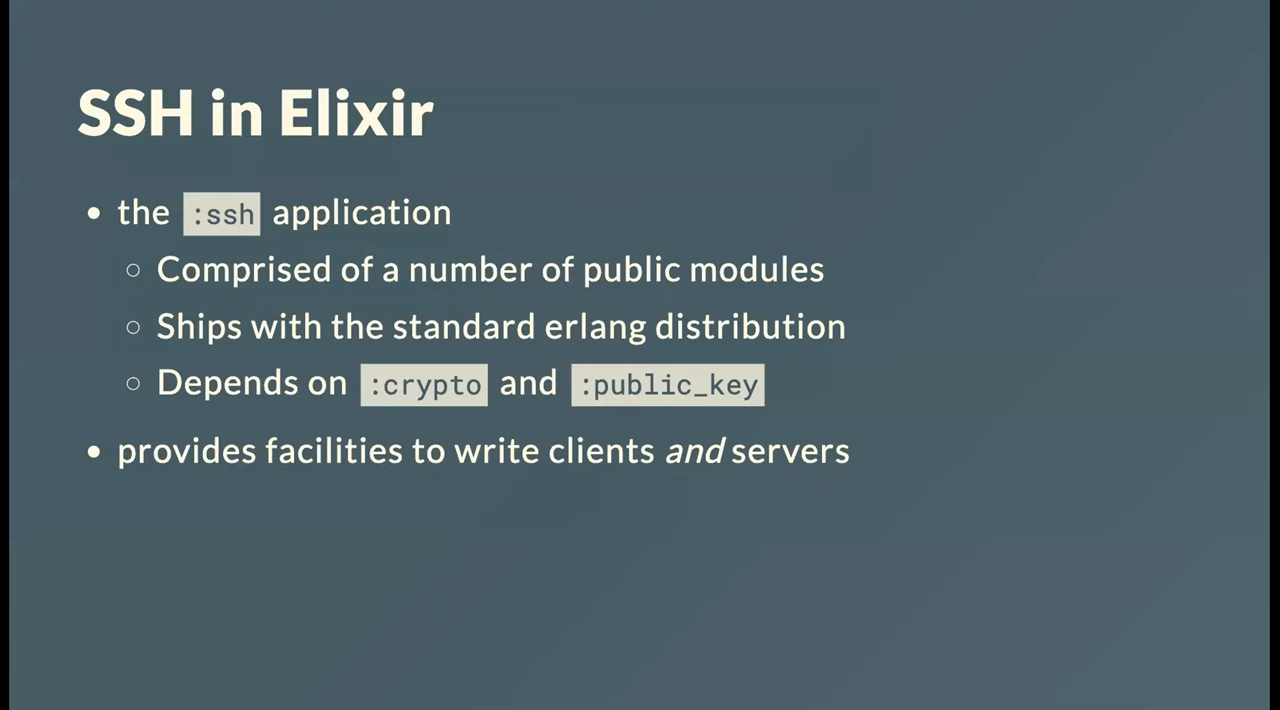 SSH in Elixir
the :ssh application
Comprised of a number of public modules
Ships with the standard erlang distribution
Depends on :crypto and :public_key
provides facilities to write clients and servers